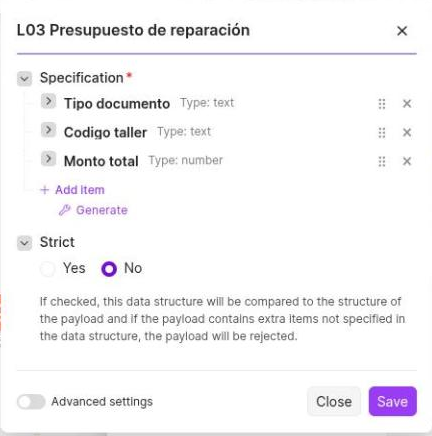 L03 Presupuesto de reparación
Specification*
Tipo documento Type: text
Codigo taller Type: text
Monto total Type: number
+ Add item
Generate
Strict
Yes No
If checked, this data structure will be compared to the structure of
the payload and if the payload contains extra items not specified in
the data structure, the payload will be rejected.
Advanced settings Close Save